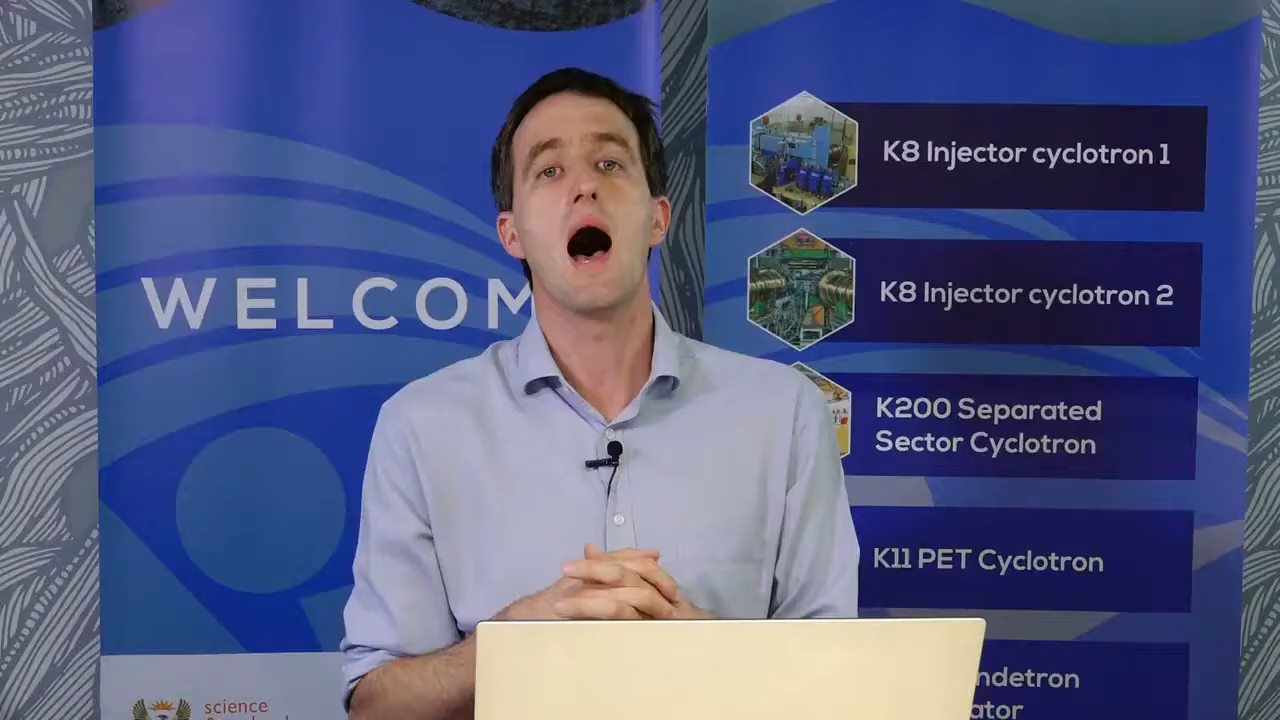 WELCOM
K8 Injector cyclotron 1
K8 Injector cyclotron 2
K200 Separated
Sector Cyclotron
K11 PET Cyclotron
ndetron
ator
science